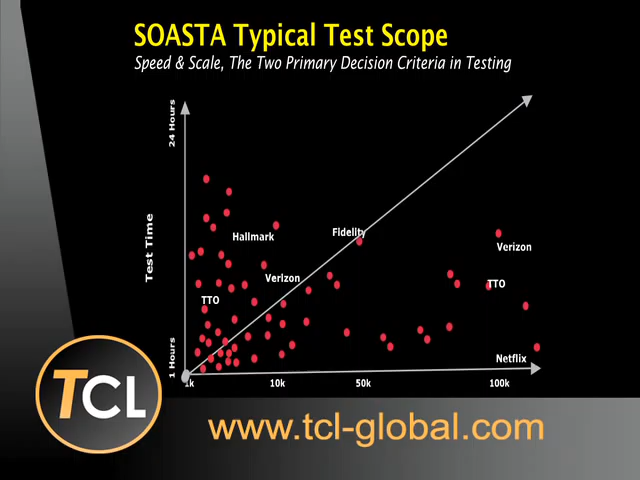 SOASTA Typical Test Scope
Speed & Scale, The Two Primary Decision Criteria in Testing
24 Hours
Test Time
1 Hours
Hallmark
Fidelity
Verizon
Verizon
TTO
TTO
Netflix
1k
10k
50k
100k
TCL
www.tcl-global.com